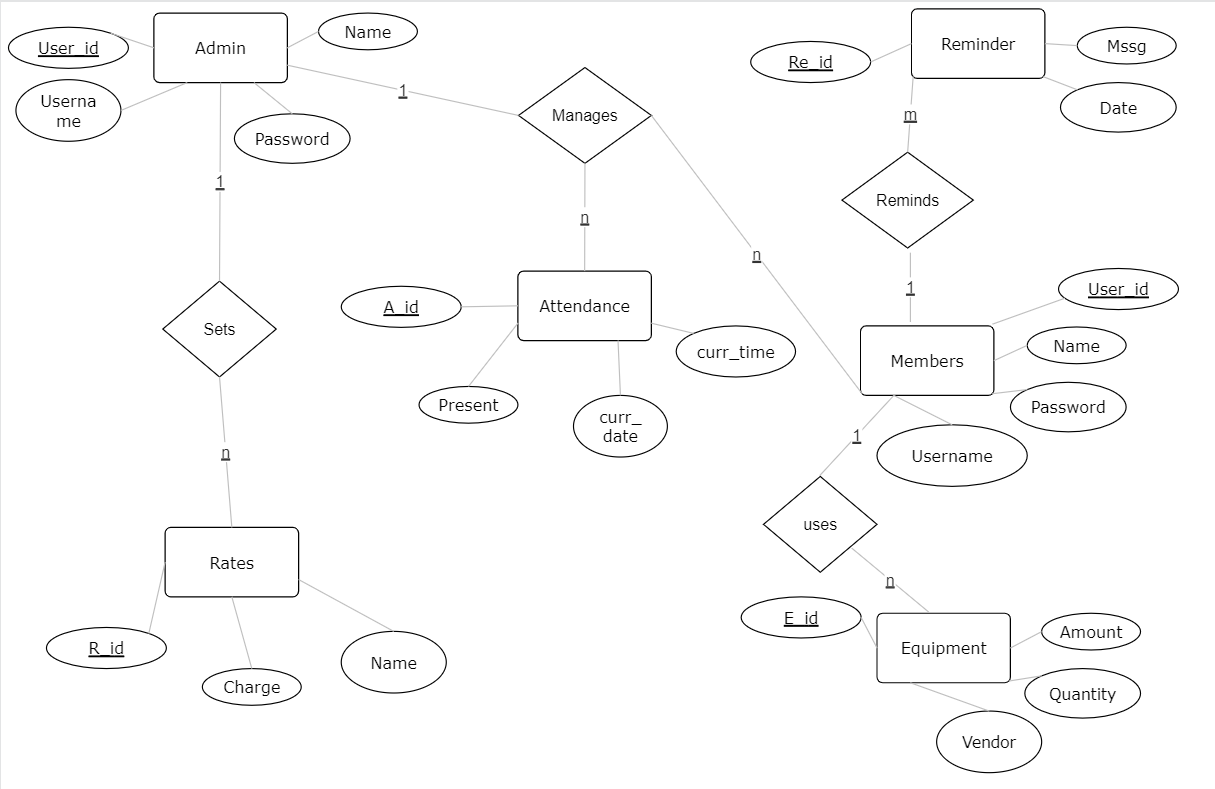 Admin
Name
User_id
Userna
me
Password
1
Manages
Reminder
Re_id
Mssg
Date
m
Reminds
1
1
n
n
Sets
A_id
Attendance
curr_time
Present
curr_
date
User_id
Members
Name
Password
Username
1
uses
n
n
Rates
R_id
Charge
Name
E_id
Equipment
Amount
Quantity
Vendor